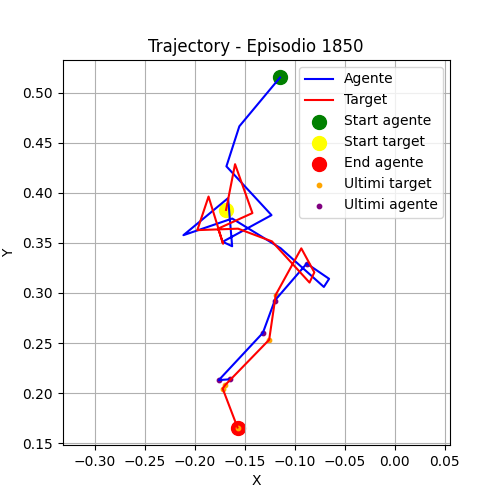 Trajectory - Episodio 1850
Agente
Target
Start agente
Start target
End agente
Ultimi target
Ultimi agente
0.50
0.45
0.40
0.35
0.30
0.25
0.20
0.15
Y
−0.30 −0.25 −0.20 −0.15 −0.10 −0.05 0.00 0.05
X